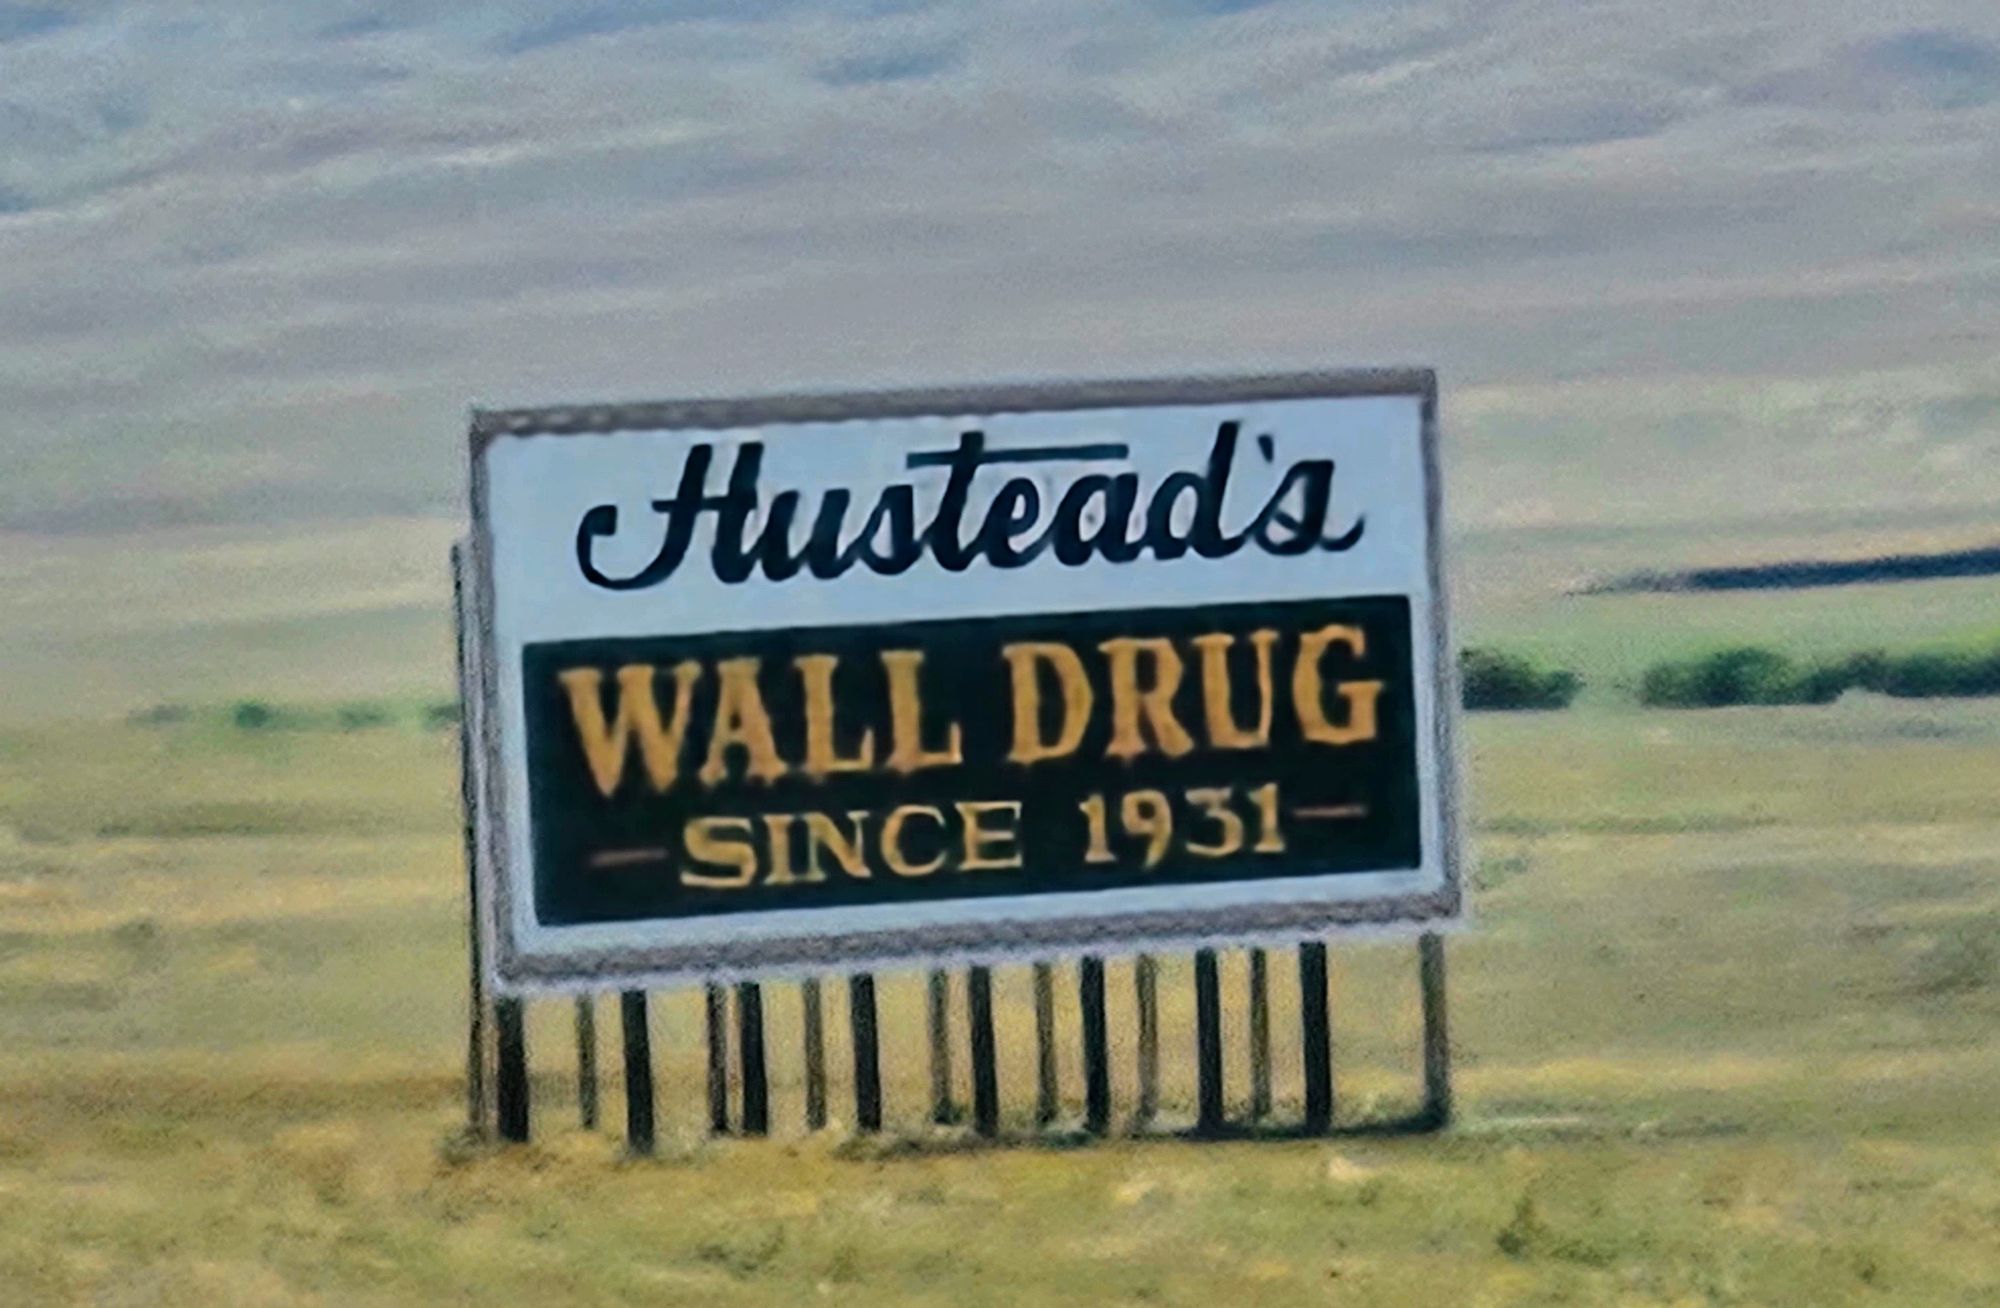 Hustead's
WALL DRUG
SINCE 1931